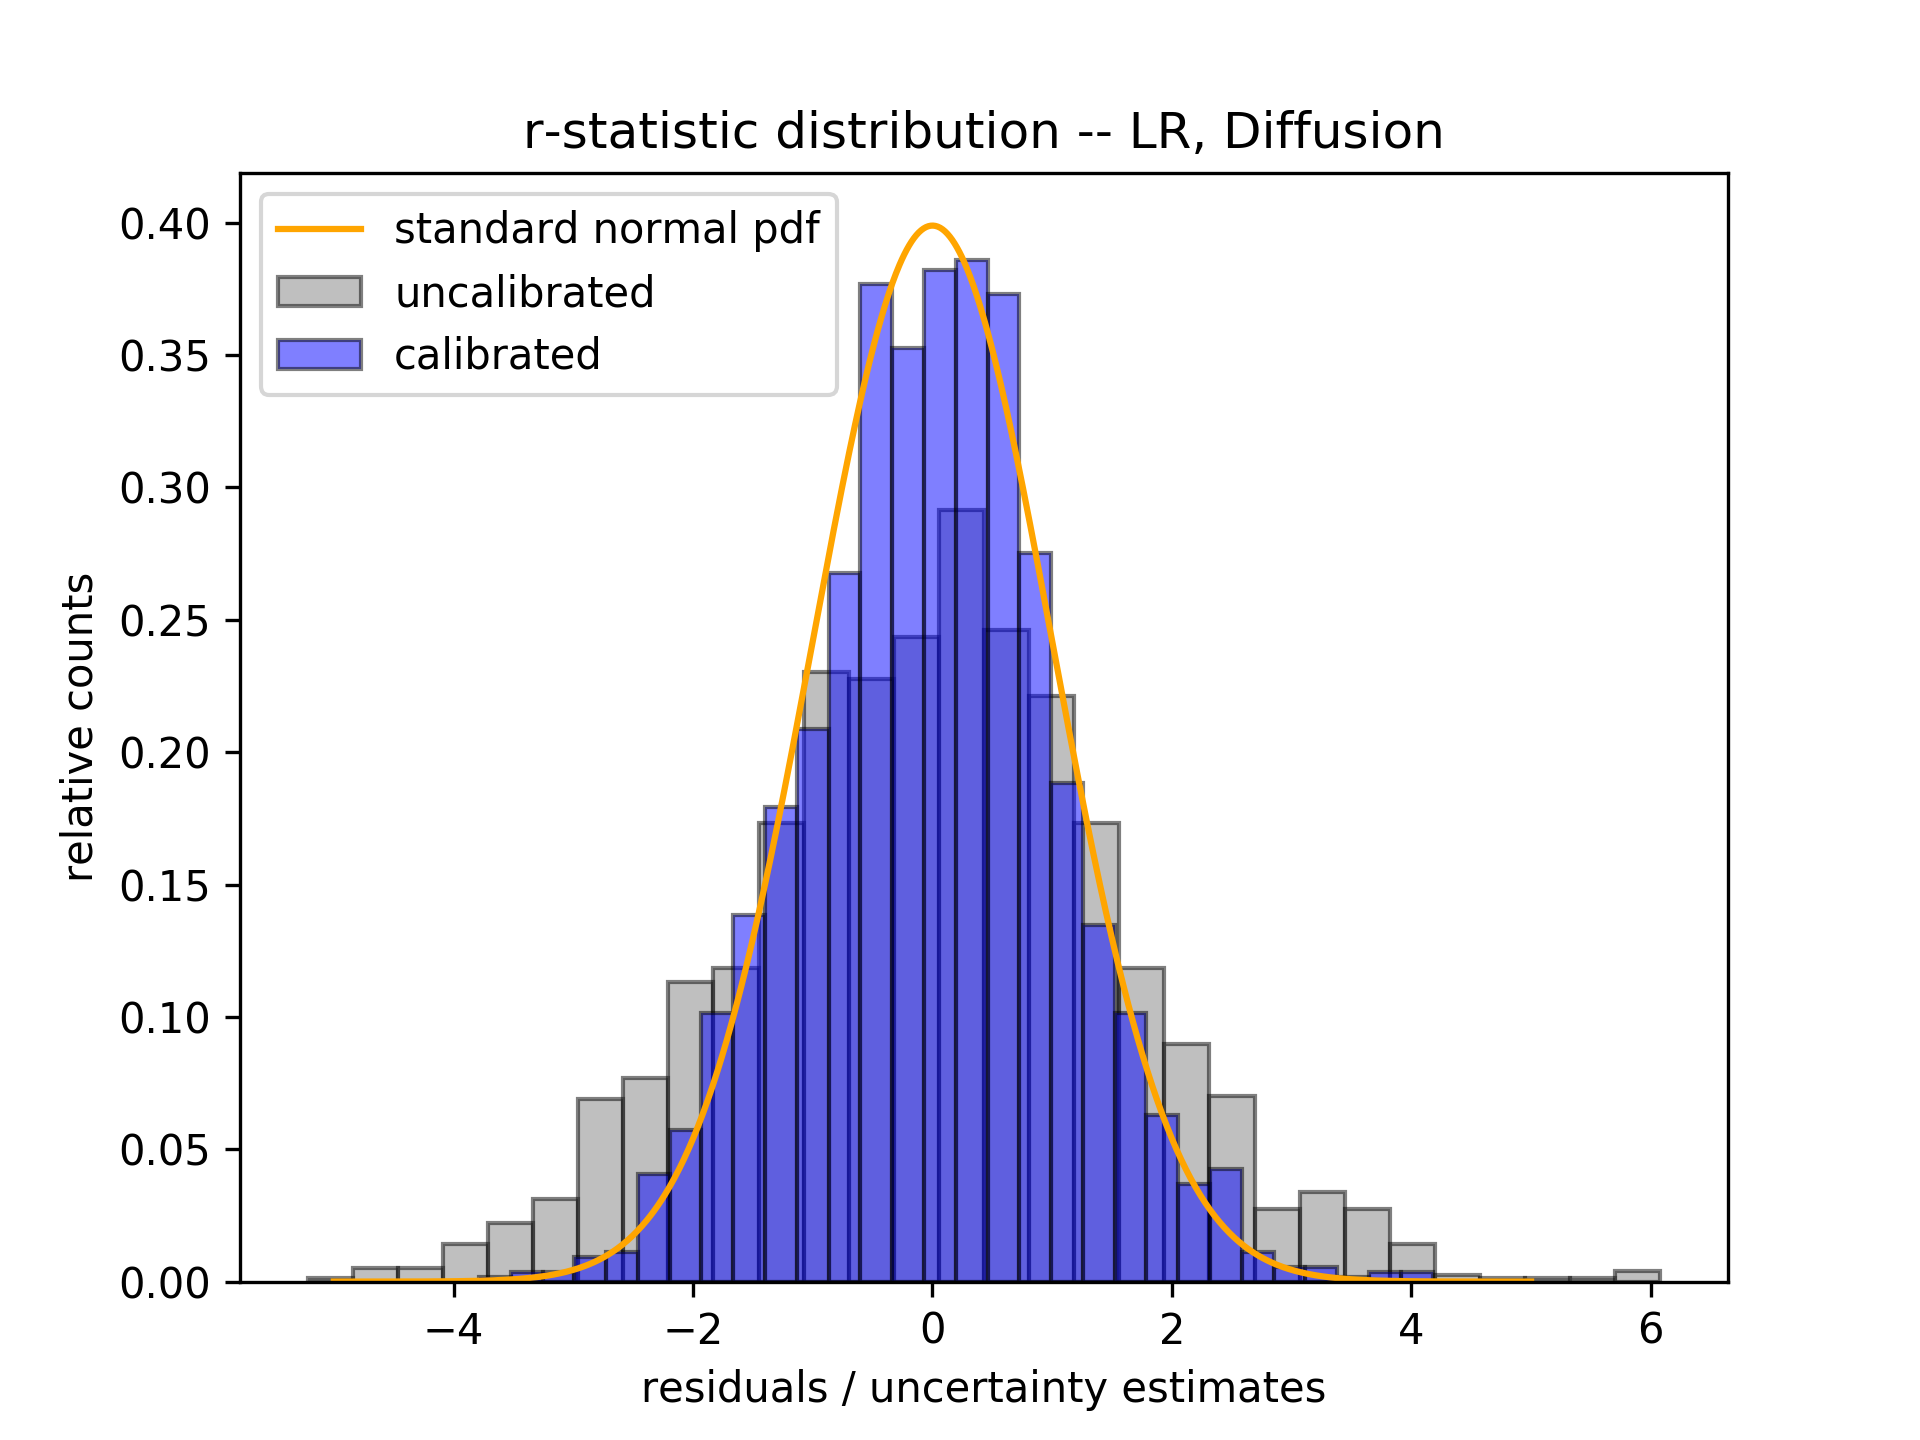 r-statistic distribution -- LR, Diffusion
standard normal pdf
uncalibrated
calibrated
relative counts
0.40
0.35
0.30
0.25
0.20
0.15
0.10
0.05
0.00
−4 −2 0 2 4 6
residuals / uncertainty estimates